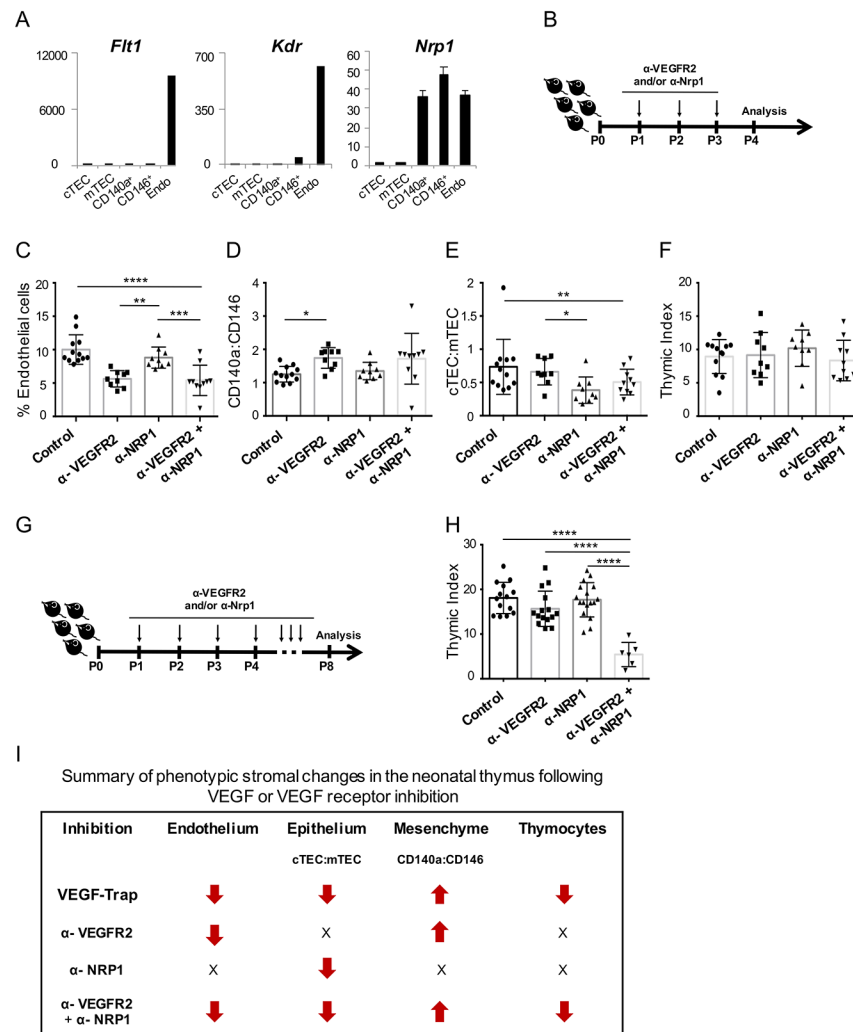 A
Flt1
12000
6000
0
cTEC
mTEC
CD140a+
CD146+
Endo
Kdr
700
350
0
cTEC
mTEC
CD140a+
CD146+
Endo
Nrp1
60
50
40
30
20
10
0
cTEC
mTEC
CD140a+
CD146+
Endo
B
α-VEGFR2
and/or α-Nrp1
Analysis
P0 P1 P2 P3 P4
C
% Endothelial cells
20
15
10
5
0
****
**
***
Control
α- VEGFR2
α-NRP1
α-VEGFR2 +
α-NRP1
D
CD140a:CD146
4
3
2
1
0
*
Control
α- VEGFR2
α-NRP1
α-VEGFR2 +
α-NRP1
E
cTEC:mTEC
2
1.5
1
0.5
0
**
*
Control
α- VEGFR2
α-NRP1
α-VEGFR2 +
α-NRP1
F
Thymic Index
20
15
10
5
0
Control
α- VEGFR2
α-NRP1
α-VEGFR2 +
α-NRP1
G
α-VEGFR2
and/or α-Nrp1
Analysis
P0 P1 P2 P3 P4 P8
H
Thymic Index
30
20
10
0
****
****
****
Control
α- VEGFR2
α-NRP1
α-VEGFR2 +
α-NRP1
I
Summary of phenotypic stromal changes in the neonatal thymus following
VEGF or VEGF receptor inhibition
Inhibition Endothelium Epithelium Mesenchyme Thymocytes
cTEC:mTEC CD140a:CD146
VEGF-Trap
α- VEGFR2 X X
α- NRP1 X X X
α- VEGFR2
+ α- NRP1